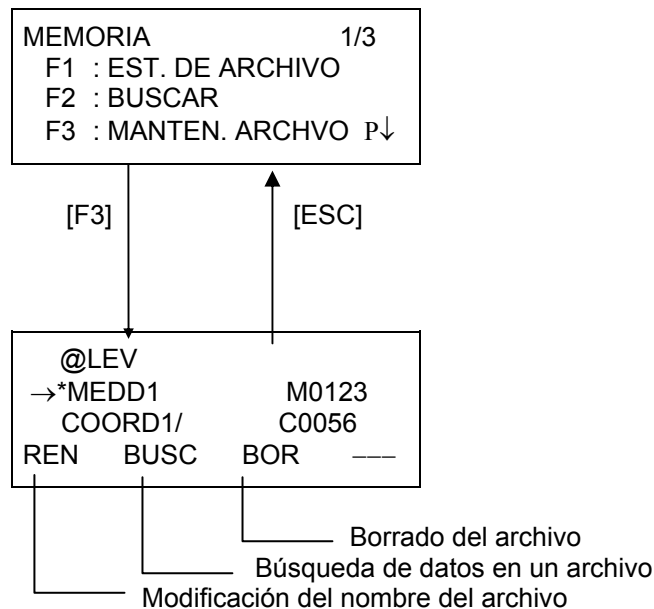 MEMORIA 1/3
F1 : EST. DE ARCHIVO
F2 : BUSCAR
F3 : MANTEN. ARCHVO P↓
[F3] [ESC]
@LEV
→*MEDD1 M0123
COORD1/ C0056
REN BUSC BOR –––
Borrado del archivo
Búsqueda de datos en un archivo
Modificación del nombre del archivo